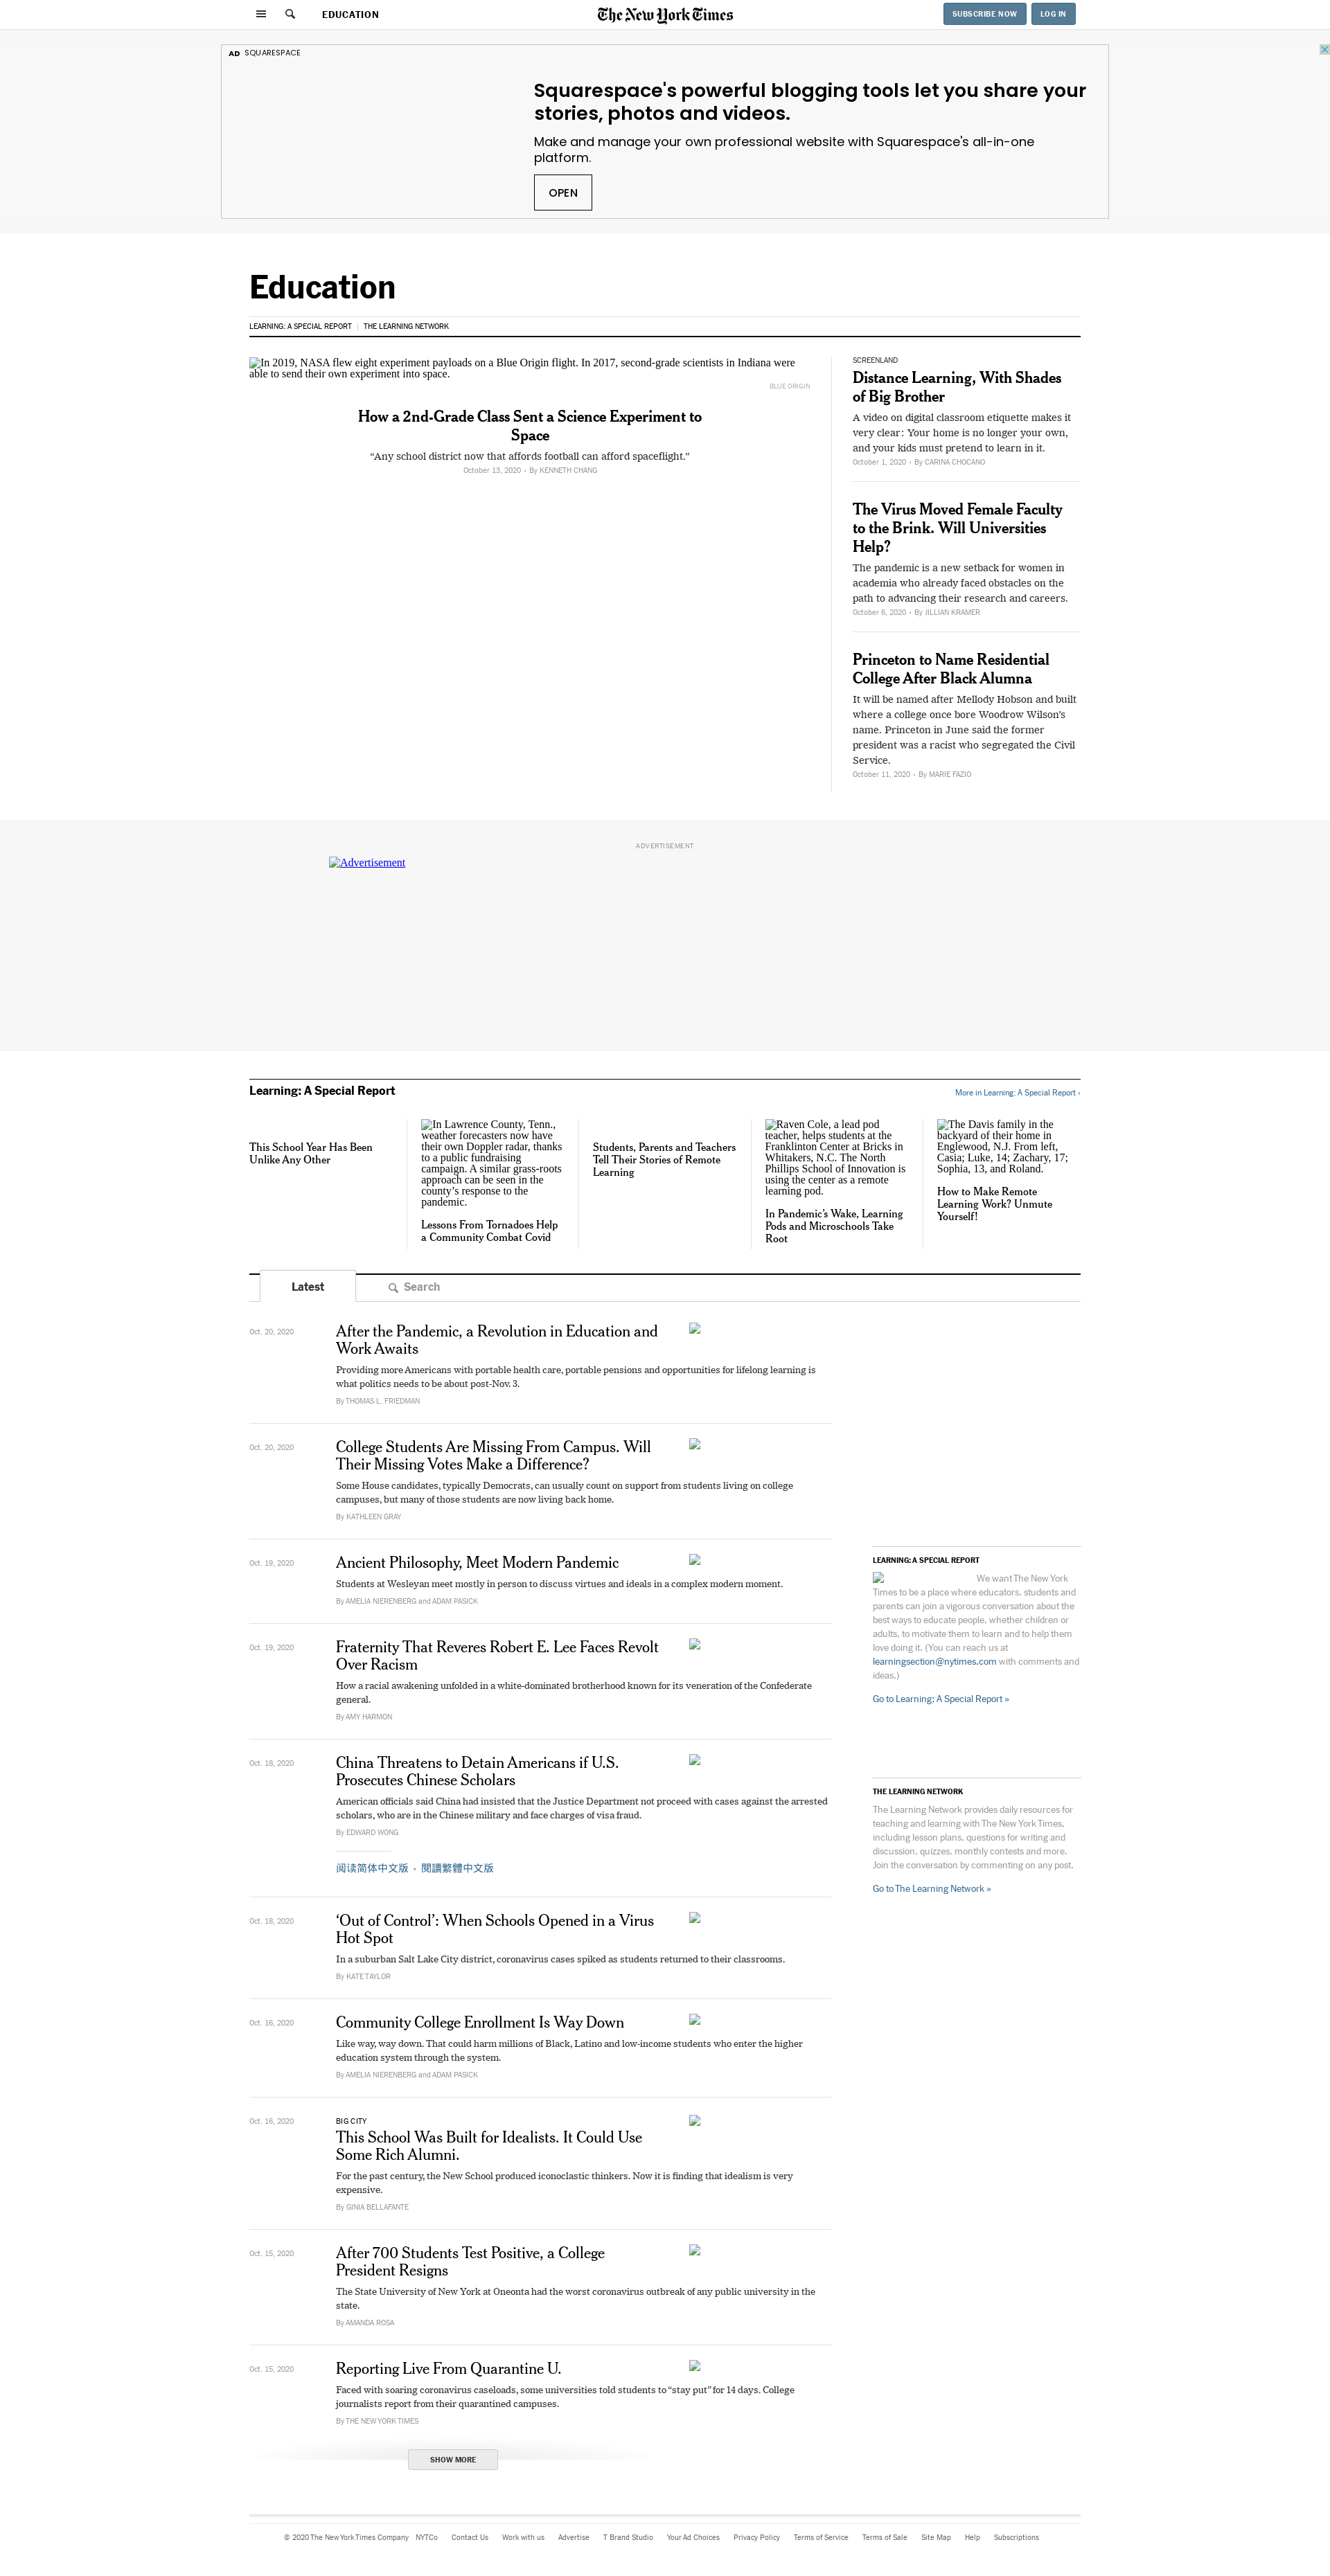 EDUCATION
The New York Times
SUBSCRIBE NOW
LOG IN
AD SQUARESPACE
Squarespace's powerful blogging tools let you share your
stories, photos and videos.
Make and manage your own professional website with Squarespace's all-in-one
platform.
OPEN
Education
LEARNING: A SPECIAL REPORT
THE LEARNING NETWORK
In 2019, NASA flew eight experiment payloads on a Blue Origin flight. In 2017, second-grade scientists in Indiana were
able to send their own experiment into space.
BLUE ORIGIN
How a 2nd-Grade Class Sent a Science Experiment to
Space
“Any school district now that affords football can afford spaceflight.”
October 13, 2020 • By KENNETH CHANG
SCREENLAND
Distance Learning, With Shades
of Big Brother
A video on digital classroom etiquette makes it
very clear: Your home is no longer your own,
and your kids must pretend to learn in it.
October 1, 2020 • By CARINA CHOCANO
The Virus Moved Female Faculty
to the Brink. Will Universities
Help?
The pandemic is a new setback for women in
academia who already faced obstacles on the
path to advancing their research and careers.
October 6, 2020 • By JILLIAN KRAMER
Princeton to Name Residential
College After Black Alumna
It will be named after Mellody Hobson and built
where a college once bore Woodrow Wilson’s
name. Princeton in June said the former
president was a racist who segregated the Civil
Service.
October 11, 2020 • By MARIE FAZIO
ADVERTISEMENT
Advertisement
Learning: A Special Report
More in Learning: A Special Report ›
This School Year Has Been
Unlike Any Other
In Lawrence County, Tenn.,
weather forecasters now have
their own Doppler radar, thanks
to a public fundraising
campaign. A similar grass-roots
approach can be seen in the
county’s response to the
pandemic.
Lessons From Tornadoes Help
a Community Combat Covid
Students, Parents and Teachers
Tell Their Stories of Remote
Learning
Raven Cole, a lead pod
teacher, helps students at the
Franklinton Center at Bricks in
Whitakers, N.C. The North
Phillips School of Innovation is
using the center as a remote
learning pod.
In Pandemic’s Wake, Learning
Pods and Microschools Take
Root
The Davis family in the
backyard of their home in
Englewood, N.J. From left,
Casia; Luke, 14; Zachary, 17;
Sophia, 13, and Roland.
How to Make Remote
Learning Work? Unmute
Yourself!
Latest
Search
Oct. 20, 2020
After the Pandemic, a Revolution in Education and
Work Awaits
Providing more Americans with portable health care, portable pensions and opportunities for lifelong learning is
what politics needs to be about post-Nov. 3.
By THOMAS L. FRIEDMAN
Oct. 20, 2020
College Students Are Missing From Campus. Will
Their Missing Votes Make a Difference?
Some House candidates, typically Democrats, can usually count on support from students living on college
campuses, but many of those students are now living back home.
By KATHLEEN GRAY
Oct. 19, 2020
Ancient Philosophy, Meet Modern Pandemic
Students at Wesleyan meet mostly in person to discuss virtues and ideals in a complex modern moment.
By AMELIA NIERENBERG and ADAM PASICK
Oct. 19, 2020
Fraternity That Reveres Robert E. Lee Faces Revolt
Over Racism
How a racial awakening unfolded in a white-dominated brotherhood known for its veneration of the Confederate
general.
By AMY HARMON
Oct. 18, 2020
China Threatens to Detain Americans if U.S.
Prosecutes Chinese Scholars
American officials said China had insisted that the Justice Department not proceed with cases against the arrested
scholars, who are in the Chinese military and face charges of visa fraud.
By EDWARD WONG
阅读简体中文版 • 閱讀繁體中文版
Oct. 18, 2020
‘Out of Control’: When Schools Opened in a Virus
Hot Spot
In a suburban Salt Lake City district, coronavirus cases spiked as students returned to their classrooms.
By KATE TAYLOR
Oct. 16, 2020
Community College Enrollment Is Way Down
Like way, way down. That could harm millions of Black, Latino and low-income students who enter the higher
education system through the system.
By AMELIA NIERENBERG and ADAM PASICK
Oct. 16, 2020
BIG CITY
This School Was Built for Idealists. It Could Use
Some Rich Alumni.
For the past century, the New School produced iconoclastic thinkers. Now it is finding that idealism is very
expensive.
By GINIA BELLAFANTE
Oct. 15, 2020
After 700 Students Test Positive, a College
President Resigns
The State University of New York at Oneonta had the worst coronavirus outbreak of any public university in the
state.
By AMANDA ROSA
Oct. 15, 2020
Reporting Live From Quarantine U.
Faced with soaring coronavirus caseloads, some universities told students to “stay put” for 14 days. College
journalists report from their quarantined campuses.
By THE NEW YORK TIMES
SHOW MORE
LEARNING: A SPECIAL REPORT
We want The New York
Times to be a place where educators, students and
parents can join a vigorous conversation about the
best ways to educate people, whether children or
adults, to motivate them to learn and to help them
love doing it. (You can reach us at
learningsection@nytimes.com with comments and
ideas.)
Go to Learning: A Special Report »
THE LEARNING NETWORK
The Learning Network provides daily resources for
teaching and learning with The New York Times,
including lesson plans, questions for writing and
discussion, quizzes, monthly contests and more.
Join the conversation by commenting on any post.
Go to The Learning Network »
© 2020 The New York Times Company NYTCo Contact Us Work with us Advertise T Brand Studio Your Ad Choices Privacy Policy Terms of Service Terms of Sale Site Map Help Subscriptions